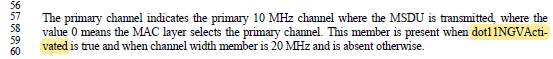 56
57 The primary channel indicates the primary 10 MHz channel where the MSDU is transmitted, where the
58 value 0 means the MAC layer selects the primary channel. This member is present when dot11NGVActi-
59 vated is true and when channel width member is 20 MHz and is absent otherwise.
60